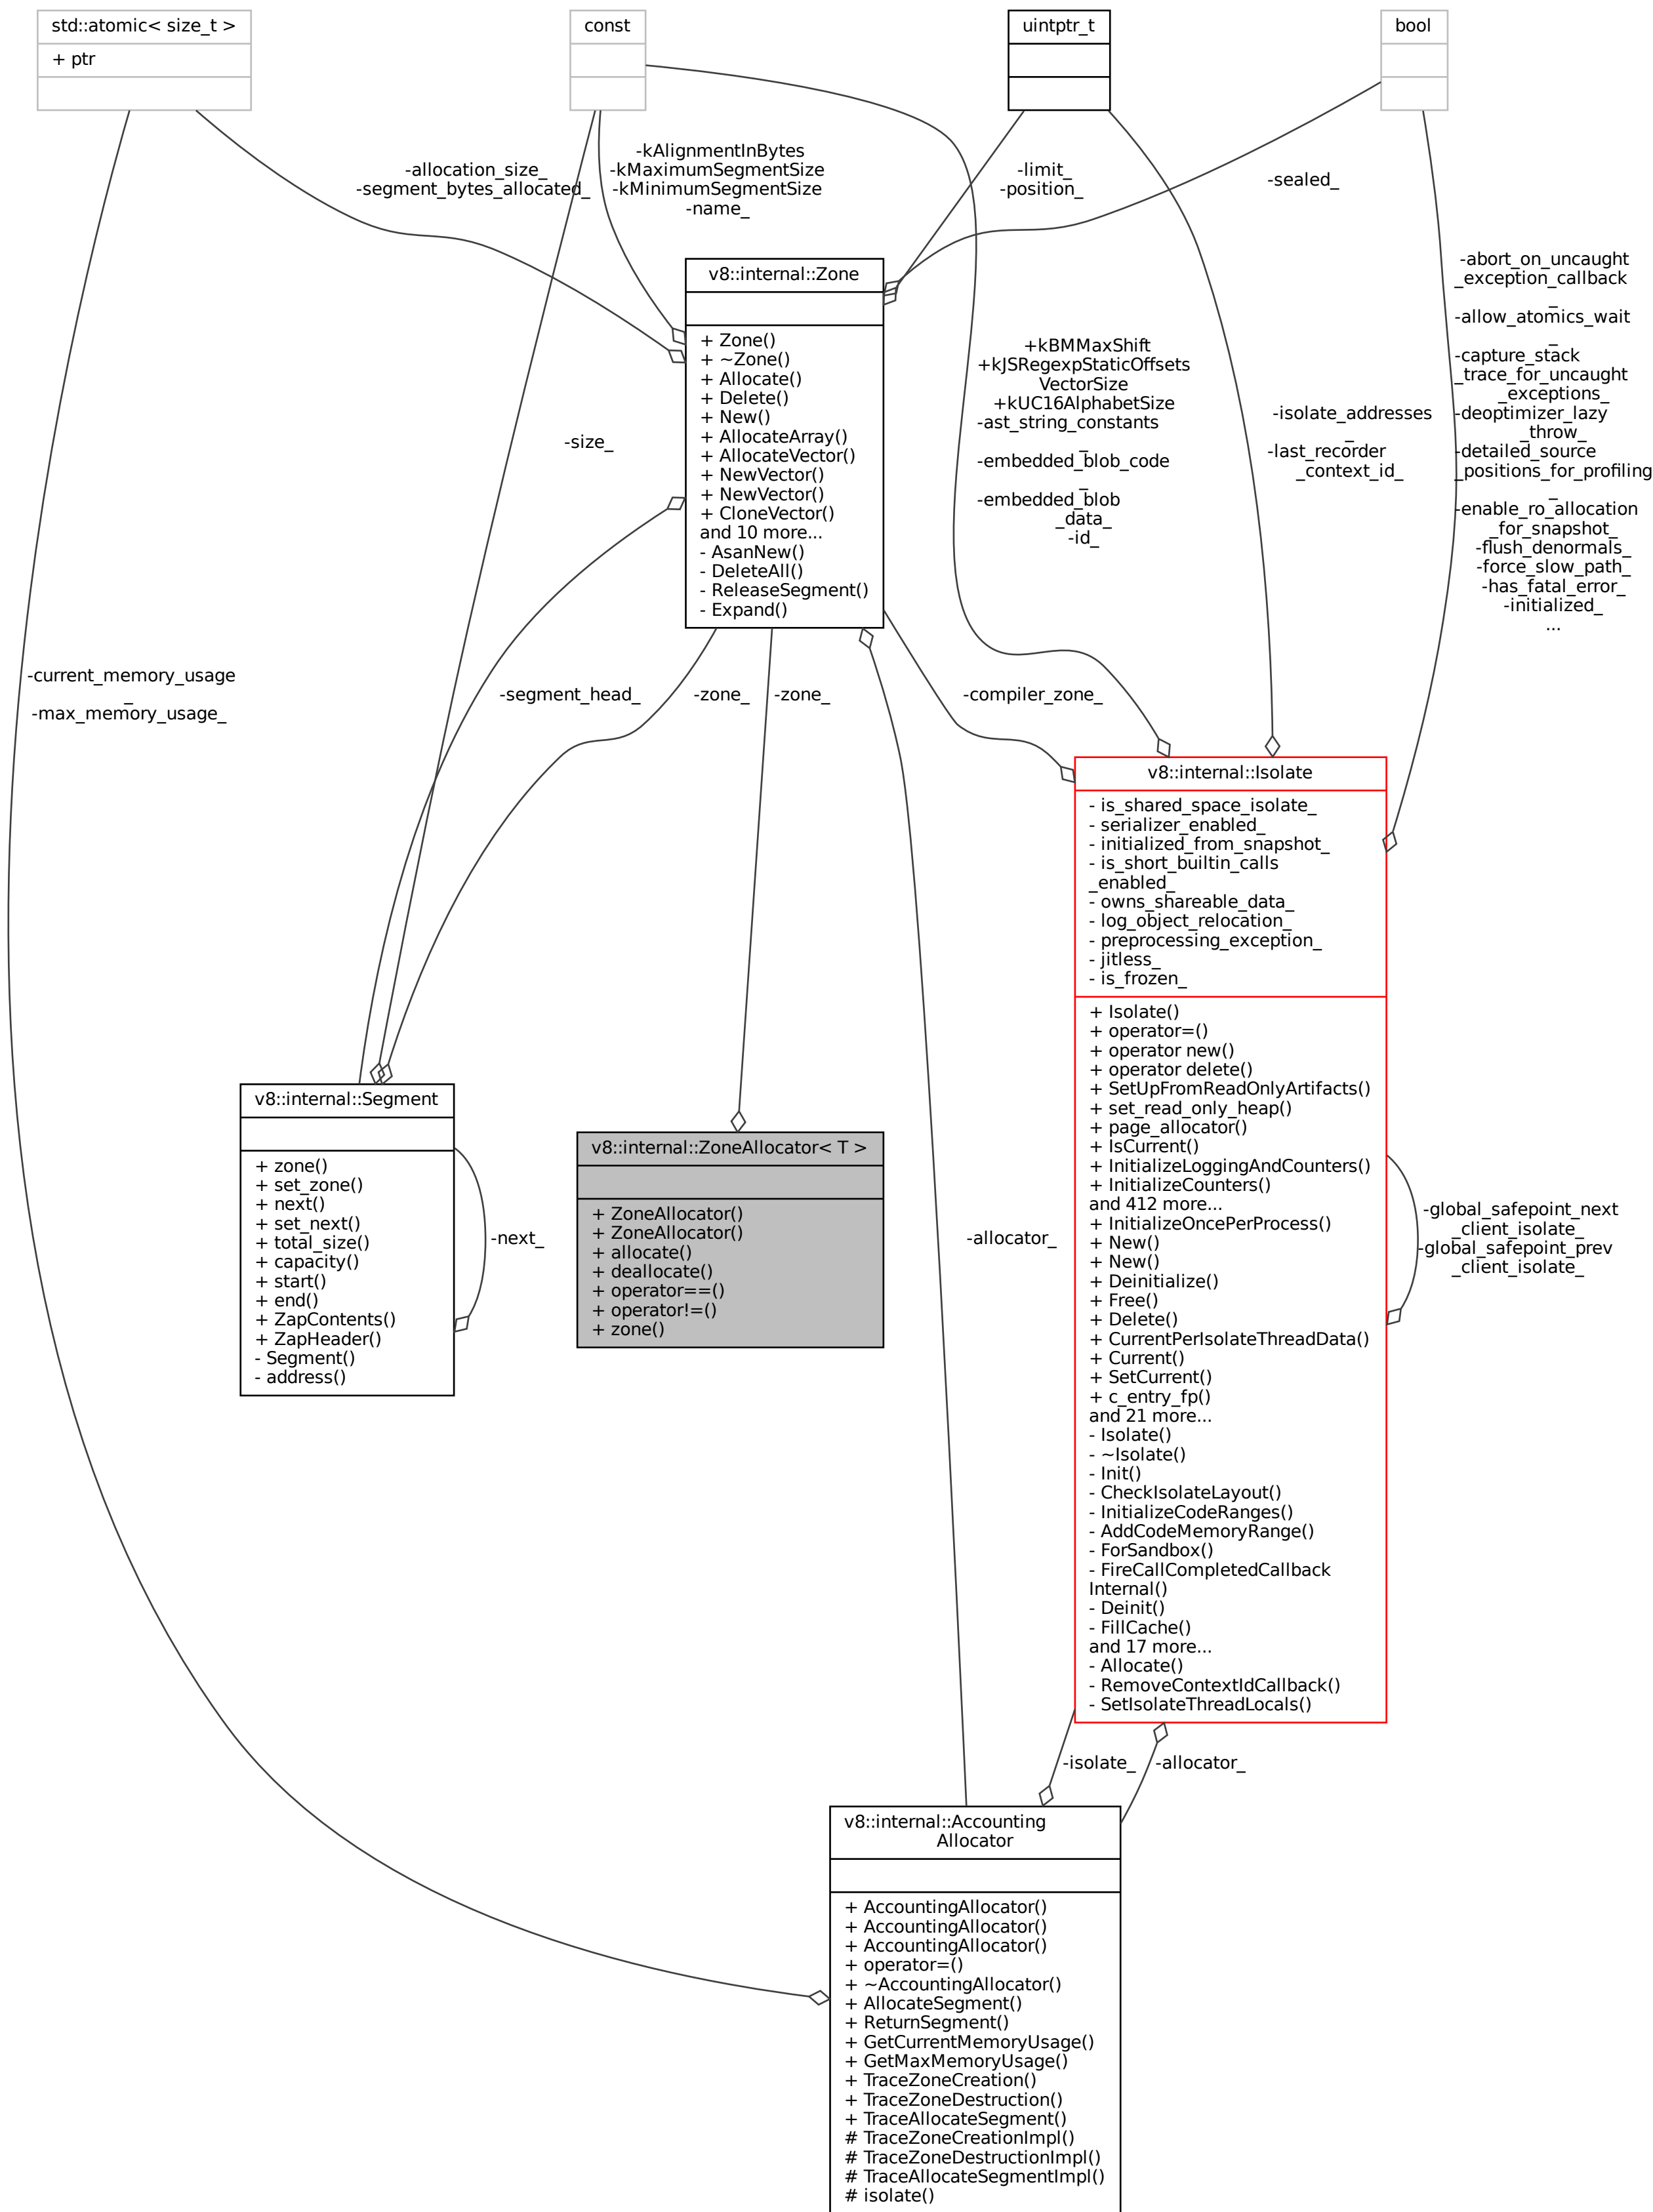 std::atomic< size_t >
+ ptr
const
uintptr_t
bool
-allocation_size_
-segment_bytes_allocated_
-kAlignmentInBytes
-kMaximumSegmentSize
-kMinimumSegmentSize
-name_
-limit_
-position_
-sealed_
v8::internal::Zone
+ Zone()
+ ~Zone()
+ Allocate()
+ Delete()
+ New()
+ AllocateArray()
+ AllocateVector()
+ NewVector()
+ NewVector()
+ CloneVector()
and 10 more...
- AsanNew()
- DeleteAll()
- ReleaseSegment()
- Expand()
-size_
+kBMMaxShift
+kJSRegexpStaticOffsets
VectorSize
+kUC16AlphabetSize
-ast_string_constants
_
-embedded_blob_code
_
-embedded_blob
_data_
-id_
-isolate_addresses
_
-last_recorder
_context_id_
-abort_on_uncaught
_exception_callback
_
-allow_atomics_wait
_
-capture_stack
_trace_for_uncaught
_exceptions_
-deoptimizer_lazy
_throw_
-detailed_source
_positions_for_profiling
_
-enable_ro_allocation
_for_snapshot_
-flush_denormals_
-force_slow_path_
-has_fatal_error_
-initialized_
...
-current_memory_usage
_
-max_memory_usage_
-segment_head_
-zone_
-zone_
-compiler_zone_
v8::internal::Isolate
- is_shared_space_isolate_
- serializer_enabled_
- initialized_from_snapshot_
- is_short_builtin_calls
_enabled_
- owns_shareable_data_
- log_object_relocation_
- preprocessing_exception_
- jitless_
- is_frozen_
+ Isolate()
+ operator=()
+ operator new()
+ operator delete()
+ SetUpFromReadOnlyArtifacts()
+ set_read_only_heap()
+ page_allocator()
+ IsCurrent()
+ InitializeLoggingAndCounters()
+ InitializeCounters()
and 412 more...
+ InitializeOncePerProcess()
+ New()
+ New()
+ Deinitialize()
+ Free()
+ Delete()
+ CurrentPerIsolateThreadData()
+ Current()
+ SetCurrent()
+ c_entry_fp()
and 21 more...
- Isolate()
- ~Isolate()
- Init()
- CheckIsolateLayout()
- InitializeCodeRanges()
- AddCodeMemoryRange()
- ForSandbox()
- FireCallCompletedCallback
Internal()
- Deinit()
- FillCache()
and 17 more...
- Allocate()
- RemoveContextIdCallback()
- SetIsolateThreadLocals()
v8::internal::Segment
+ zone()
+ set_zone()
+ next()
+ set_next()
+ total_size()
+ capacity()
+ start()
+ end()
+ ZapContents()
+ ZapHeader()
- Segment()
- address()
-next_
v8::internal::ZoneAllocator< T >
+ ZoneAllocator()
+ ZoneAllocator()
+ allocate()
+ deallocate()
+ operator==()
+ operator!=()
+ zone()
-allocator_
-global_safepoint_next
_client_isolate_
-global_safepoint_prev
_client_isolate_
-isolate_
-allocator_
v8::internal::Accounting
Allocator
+ AccountingAllocator()
+ AccountingAllocator()
+ AccountingAllocator()
+ operator=()
+ ~AccountingAllocator()
+ AllocateSegment()
+ ReturnSegment()
+ GetCurrentMemoryUsage()
+ GetMaxMemoryUsage()
+ TraceZoneCreation()
+ TraceZoneDestruction()
+ TraceAllocateSegment()
# TraceZoneCreationImpl()
# TraceZoneDestructionImpl()
# TraceAllocateSegmentImpl()
# isolate()